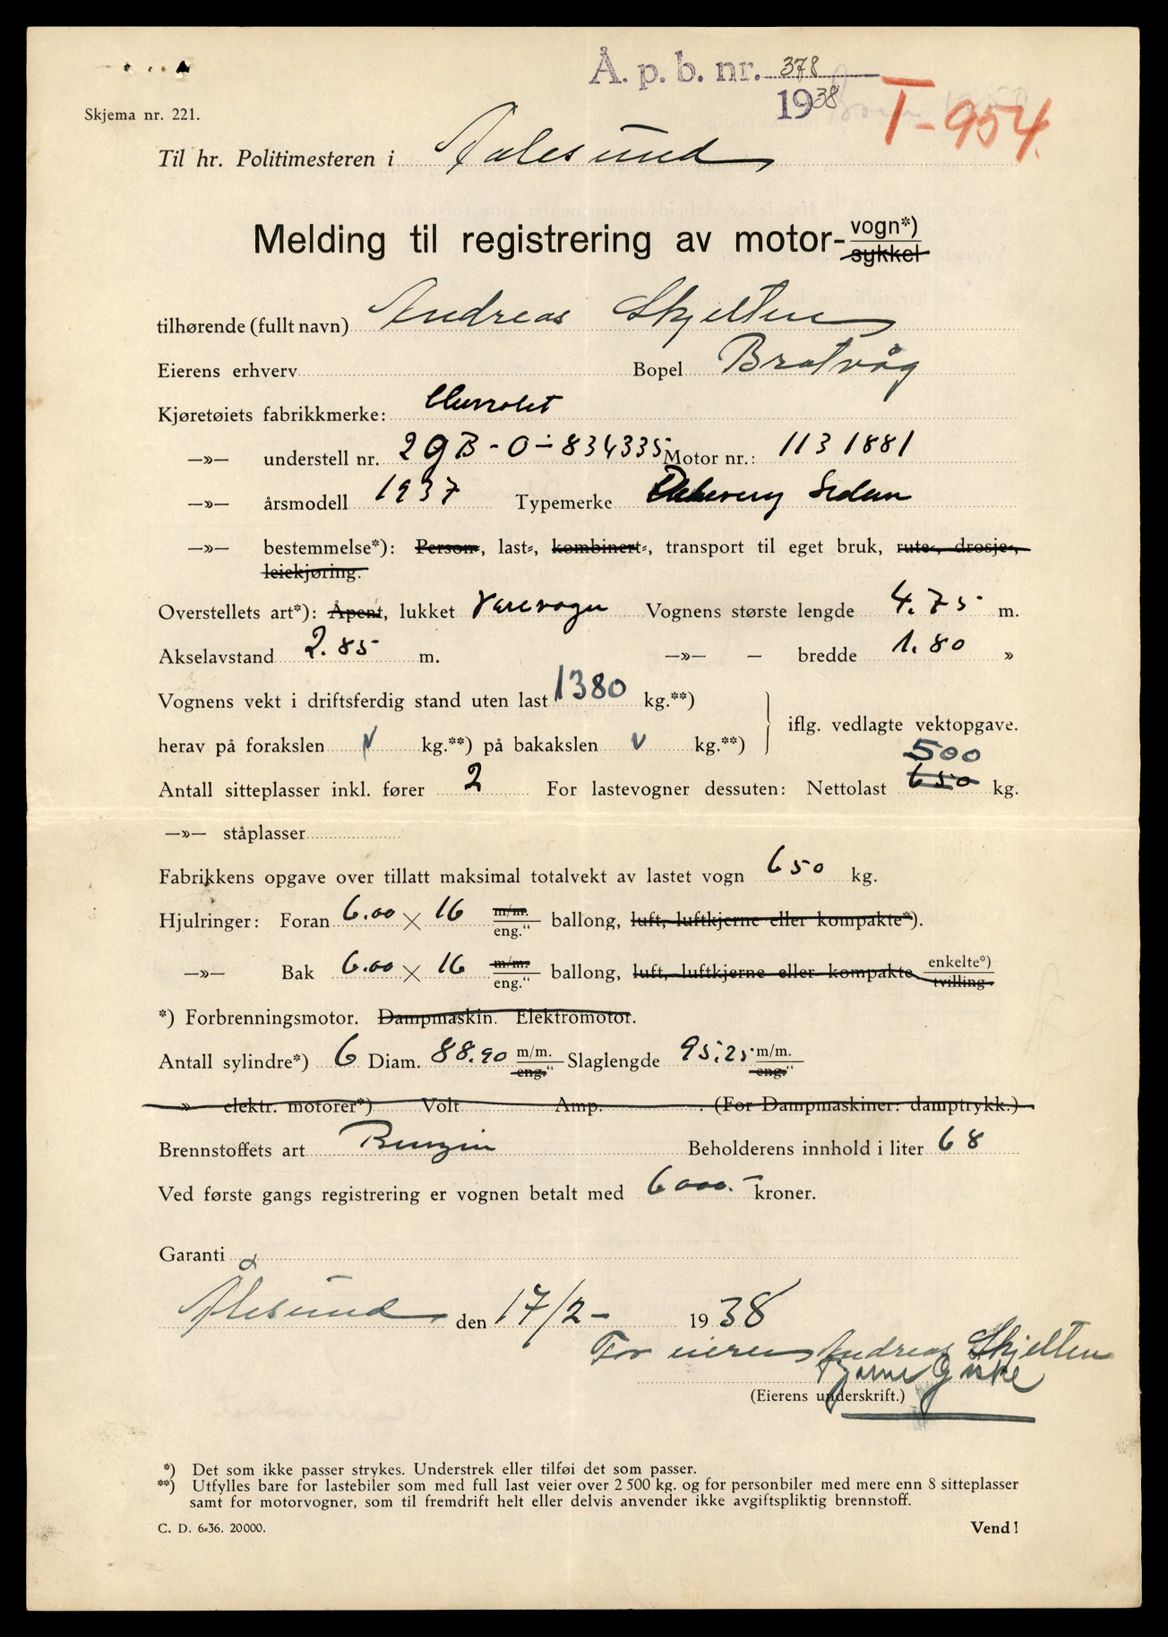 Å. p. b. nr. 378
1938
T-954.
Skjema nr. 221.
Til hr. Politimesteren i Aalesund
Melding til registrering av motor-vogn*)
sykkel
tilhørende (fullt navn) Andreas Skjelten
Eierens erhverv Bopel Bratvåg
Kjøretøiets fabrikkmerke: Chevrolet
—»— understell nr. 2 9 B - 0 ÷ 834335 Motor nr.: 1131881
—»— årsmodell 1937 Typemerke Delevery Sedan
—»— bestemmelse*): Person-, last-, kombinert-, transport til eget bruk, rute-, drosje-,
leiekjøring.
Overstellets art*): Åpent, lukket Varevogn Vognens største lengde 4.75 m.
Akselavstand 2.85 m. —»— — bredde 1.80 »
Vognens vekt i driftsferdig stand uten last 1380 kg.**)
iflg. vedlagte vektopgave.
herav på forakslen v kg.**) på bakakslen v kg.**)
500
Antall sitteplasser inkl. fører 2 For lastevogner dessuten: Nettolast 650 kg.
—»— ståplasser
Fabrikkens opgave over tillatt maksimal totalvekt av lastet vogn 650 kg.
Hjulringer: Foran 6.00 × 16 m/m. eng." ballong, luft, luftkjerne eller kompakte*).
—»— Bak 6.00 × 16 m/m. eng." ballong, luft, luftkjerne eller kompakte enkelte*) tvilling.
*) Forbrenningsmotor. Dampmaskin. Elektromotor.
Antall sylindre*) 6 Diam. 88.90 m/m. eng." Slaglengde 95.25 m/m. eng."
» elektr. motorer*) Volt Amp. . (For Dampmaskiner: damptrykk.)
Brennstoffets art Benzin Beholderens innhold i liter 68
Ved første gangs registrering er vognen betalt med 6000.- kroner.
Garanti
Ålesund den 17/2 - 1938
For eieren Andreas Skjelten
Giske
(Eierens underskrift.)
*) Det som ikke passer strykes. Understrek eller tilføi det som passer.
**) Utfylles bare for lastebiler som med full last veier over 2 500 kg. og for personbiler med mere enn 8 sitteplasser
samt for motorvogner, som til fremdrift helt eller delvis anvender ikke avgiftspliktig brennstoff.
C. D. 6-36. 20000.
Vend!